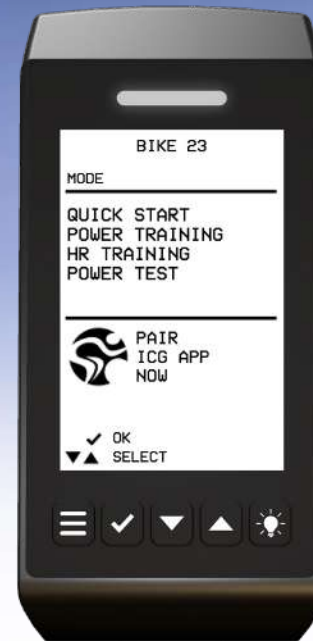 BIKE 23
MODE
QUICK START
POWER TRAINING
HR TRAINING
POWER TEST
PAIR
ICG APP
NOW
✓ OK
▼▲ SELECT